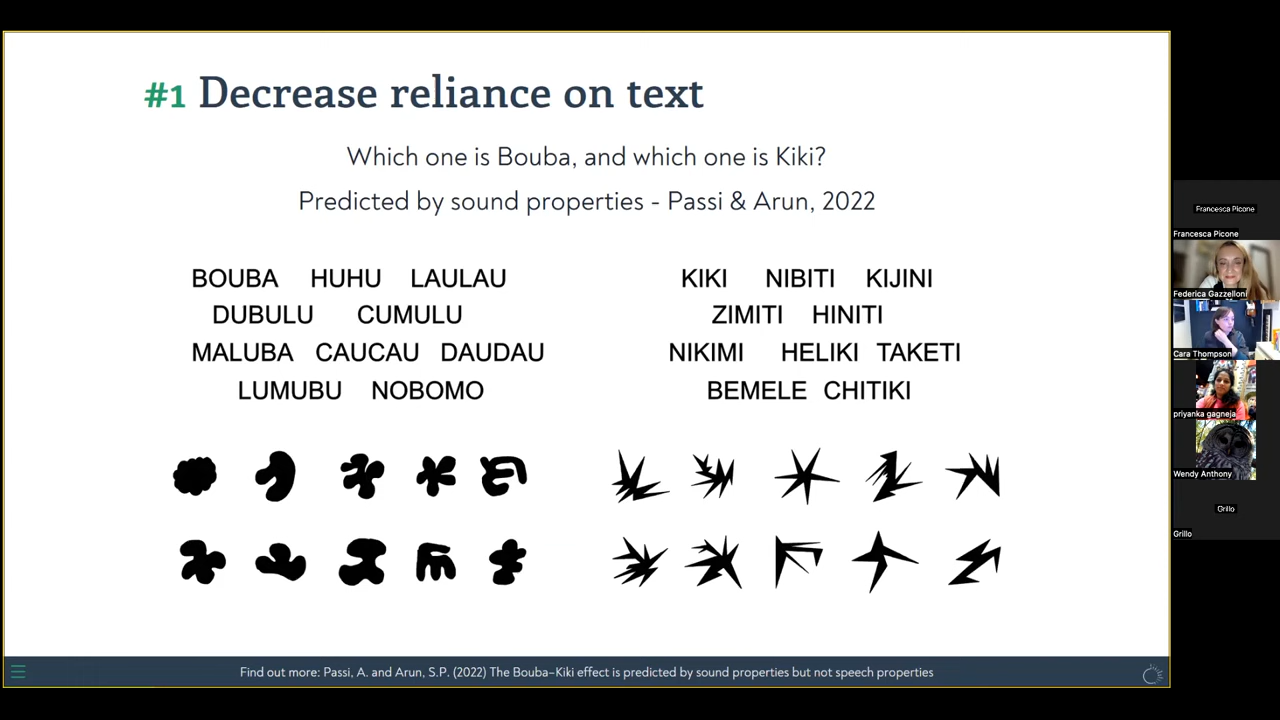 #1 Decrease reliance on text
Which one is Bouba, and which one is Kiki?
Predicted by sound properties - Passi & Arun, 2022
BOUBA HUHU LAULAU
DUBULU CUMULU
MALUBA CAUCAU DAUDAU
LUMUBU NOBOMO
KIKI NIBITI KIJINI
ZIMITI HINITI
NIKIMI HELIKI TAKETI
BEMELE CHITIKI
Find out more: Passi, A. and Arun, S.P. (2022) The Bouba–Kiki effect is predicted by sound properties but not speech properties
Francesca Picone
Francesca Picone
Federica Gazzelloni
Cara Thompson
priyanka gagneja
Wendy Anthony
Grillo
Grillo